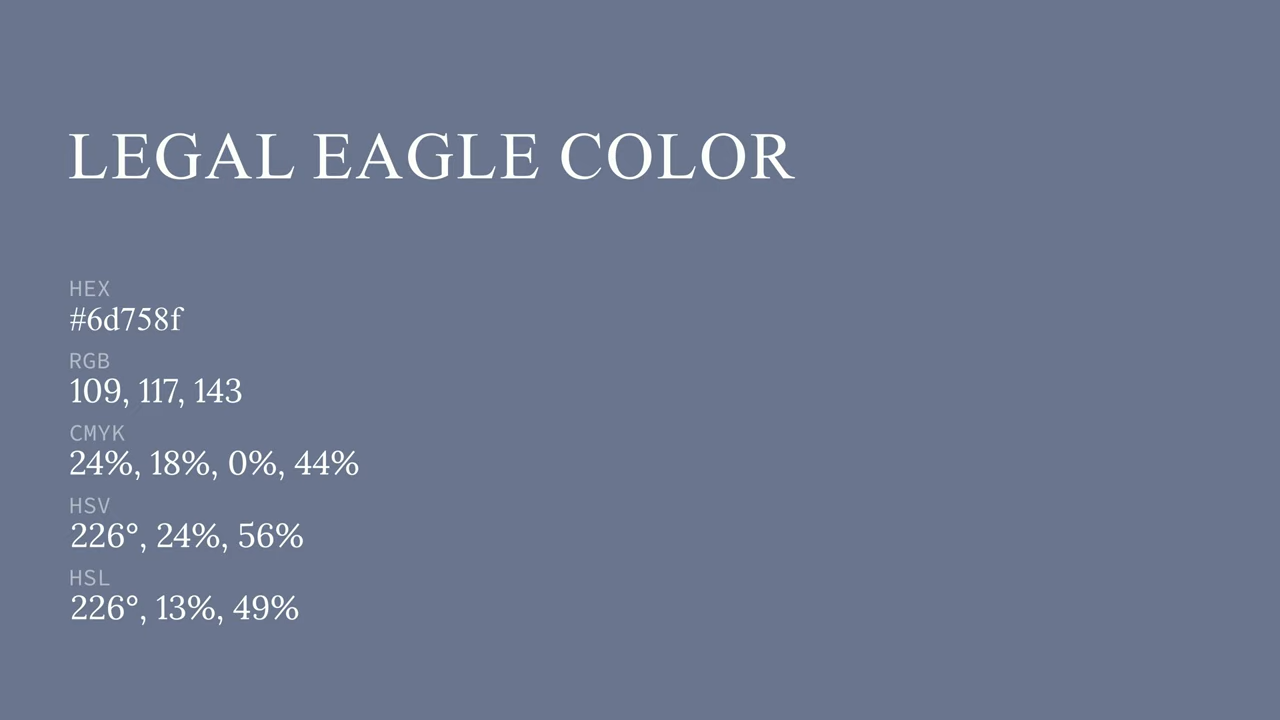 LEGAL EAGLE COLOR
HEX
#6d758f
RGB
109, 117, 143
CMYK
24%, 18%, 0%, 44%
HSV
226°, 24%, 56%
HSL
226°, 13%, 49%